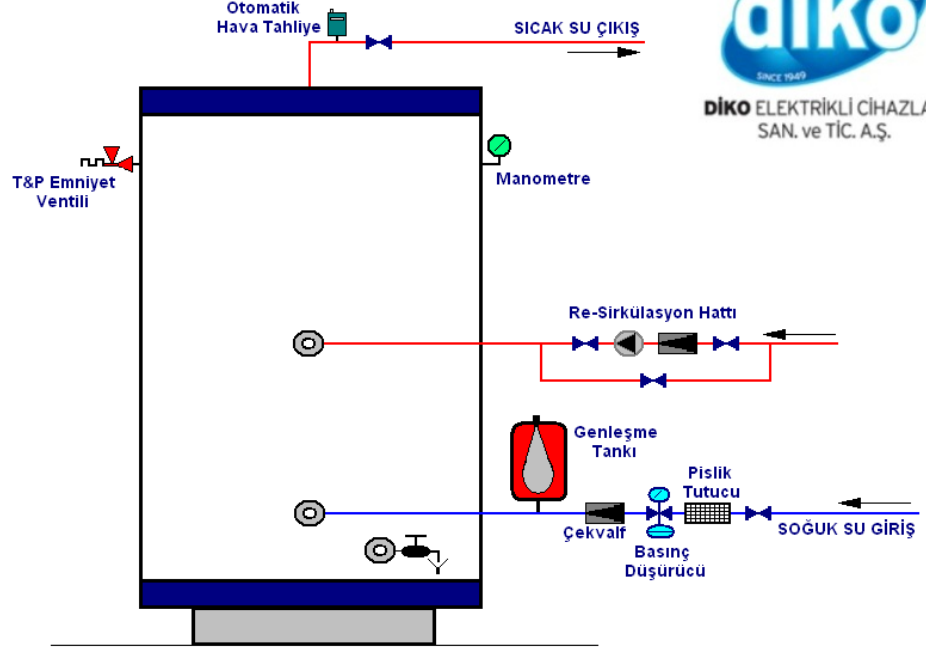 Otomatik
Hava Tahliye
SICAK SU ÇIKIŞ
diko
SINCE 1949
DİKO ELEKTRİKLİ CİHAZLA
SAN. ve TİC. A.Ş.
T&P Emniyet
Ventili
Manometre
Re-Sirkülasyon Hattı
Genleşme
Tankı
Pislik
Tutucu
Çekvalf
Basınç
Düşürücü
SOĞUK SU GİRİŞ